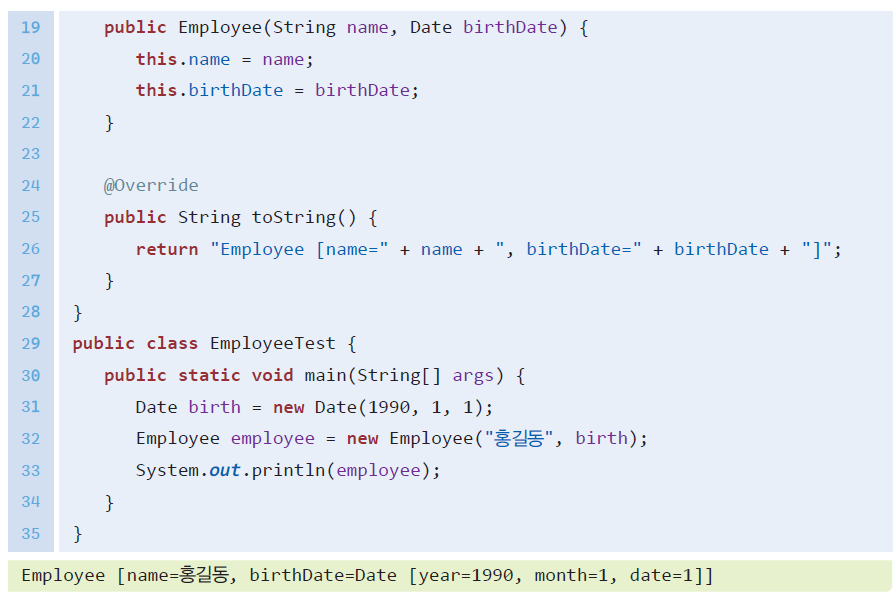 19 public Employee(String name, Date birthDate) {
20 this.name = name;
21 this.birthDate = birthDate;
22 }
23
24 @Override
25 public String toString() {
26 return "Employee [name=" + name + ", birthDate=" + birthDate + "]";
27 }
28 }
29 public class EmployeeTest {
30 public static void main(String[] args) {
31 Date birth = new Date(1990, 1, 1);
32 Employee employee = new Employee("홍길동", birth);
33 System.out.println(employee);
34 }
35 }
Employee [name=홍길동, birthDate=Date [year=1990, month=1, date=1]]